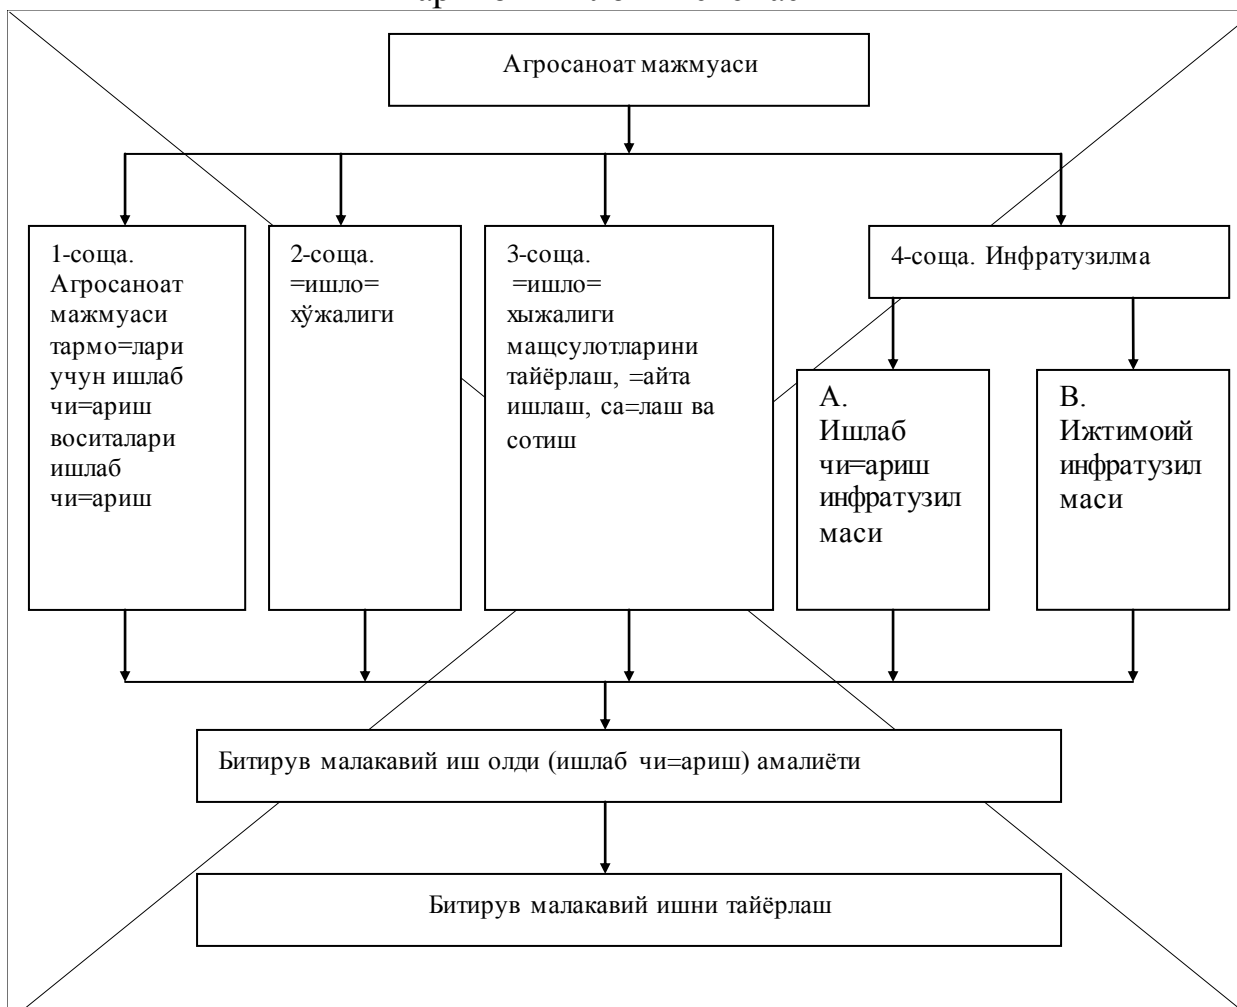 Агросаноат мажмуаси
1-соща.
Агросаноат
мажмуаси
тармо=лари
учун ишлаб
чи=ариш
воситалари
ишлаб
чи=ариш
2-соща.
=ишло=
хўжалиги
3-соща.
=ишло=
хыжалиги
мащсулотларини
тайёрлаш, =айта
ишлаш, са=лаш ва
сотиш
4-соща. Инфратузилма
А.
Ишлаб
чи=ариш
инфратузил
маси
В.
Ижтимоий
инфратузил
маси
Битирув малакавий иш олди (ишлаб чи=ариш) амалиёти
Битирув малакавий ишни тайёрлаш